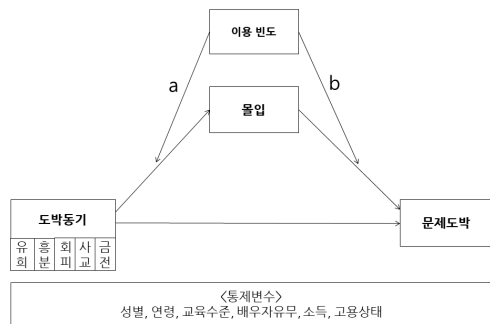 이용 빈도
a
b
몰입
도박동기
문제도박
유희
흥분
회피
사교
금전
<통제변수>
성별, 연령, 교육수준, 배우자유무, 소득, 고용상태